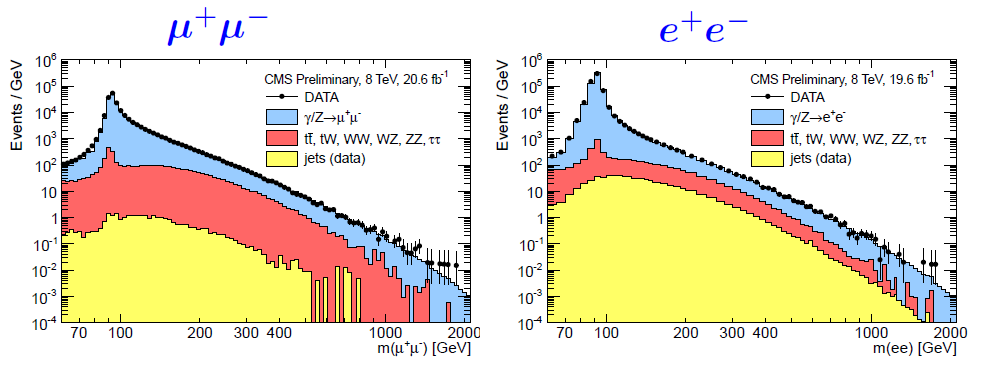 μ⁺μ⁻
e⁺e⁻
Events / GeV
10⁶
10⁵
10⁴
10³
10²
10
1
10⁻¹
10⁻²
10⁻³
10⁻⁴
CMS Preliminary, 8 TeV, 20.6 fb⁻¹
DATA
γ/Z→μ⁺μ⁻
tt̄, tW, WW, WZ, ZZ, ττ
jets (data)
70 100 200 300 400 1000 2000
m(μ⁺μ⁻) [GeV]
Events / GeV
10⁶
10⁵
10⁴
10³
10²
10
1
10⁻¹
10⁻²
10⁻³
10⁻⁴
CMS Preliminary, 8 TeV, 19.6 fb⁻¹
DATA
γ/Z→e⁺e⁻
tt̄, tW, WW, WZ, ZZ, ττ
jets (data)
70 100 200 300 400 1000 2000
m(ee) [GeV]